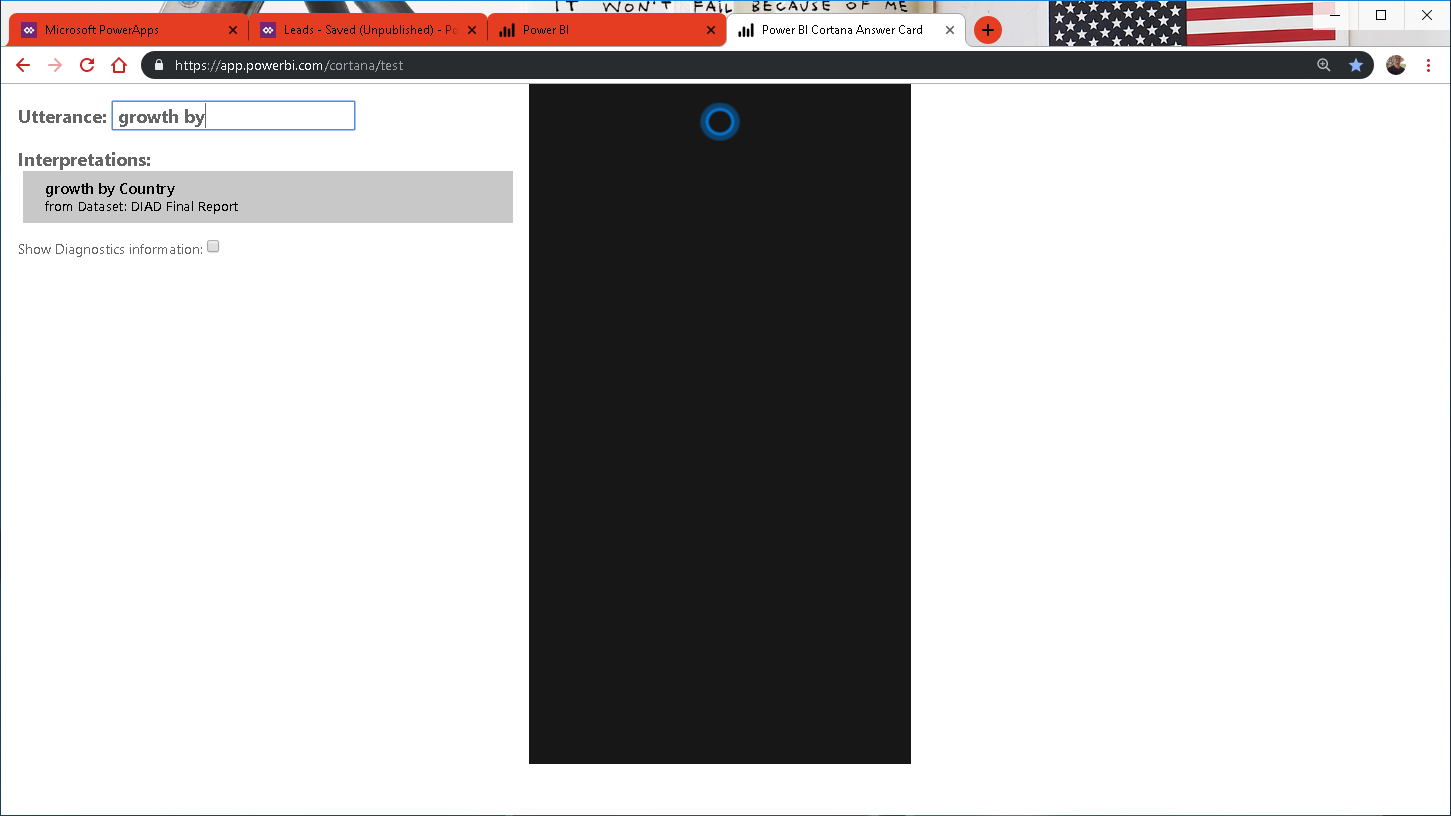 IT WON'T FAIL BECAUSE OF ME
Microsoft PowerApps
Leads - Saved (Unpublished) - Po
Power BI
Power BI Cortana Answer Card
https://app.powerbi.com/cortana/test
Utterance: growth by
Interpretations:
growth by Country
from Dataset: DIAD Final Report
Show Diagnostics information: